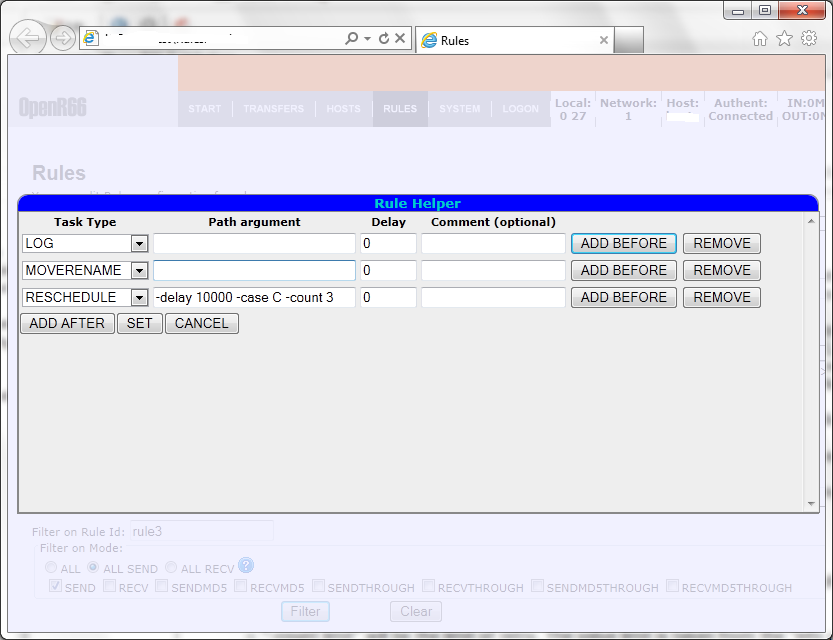 Rules
OpenR66
START TRANSFERS HOSTS RULES SYSTEM LOGON
Local: Network: Host: Authent: IN:0M
0 27 1 Connected OUT:0M
Rules
Rule Helper
Task Type Path argument Delay Comment (optional)
LOG 0 ADD BEFORE REMOVE
MOVERENAME 0 ADD BEFORE REMOVE
RESCHEDULE -delay 10000 -case C -count 3 0 ADD BEFORE REMOVE
ADD AFTER SET CANCEL
Filter on Rule Id: rule3
Filter on Mode:
ALL ALL SEND ALL RECV ?
SEND RECV SENDMD5 RECVMD5 SENDTHROUGH RECVTHROUGH SENDMD5THROUGH RECVMD5THROUGH
Filter Clear